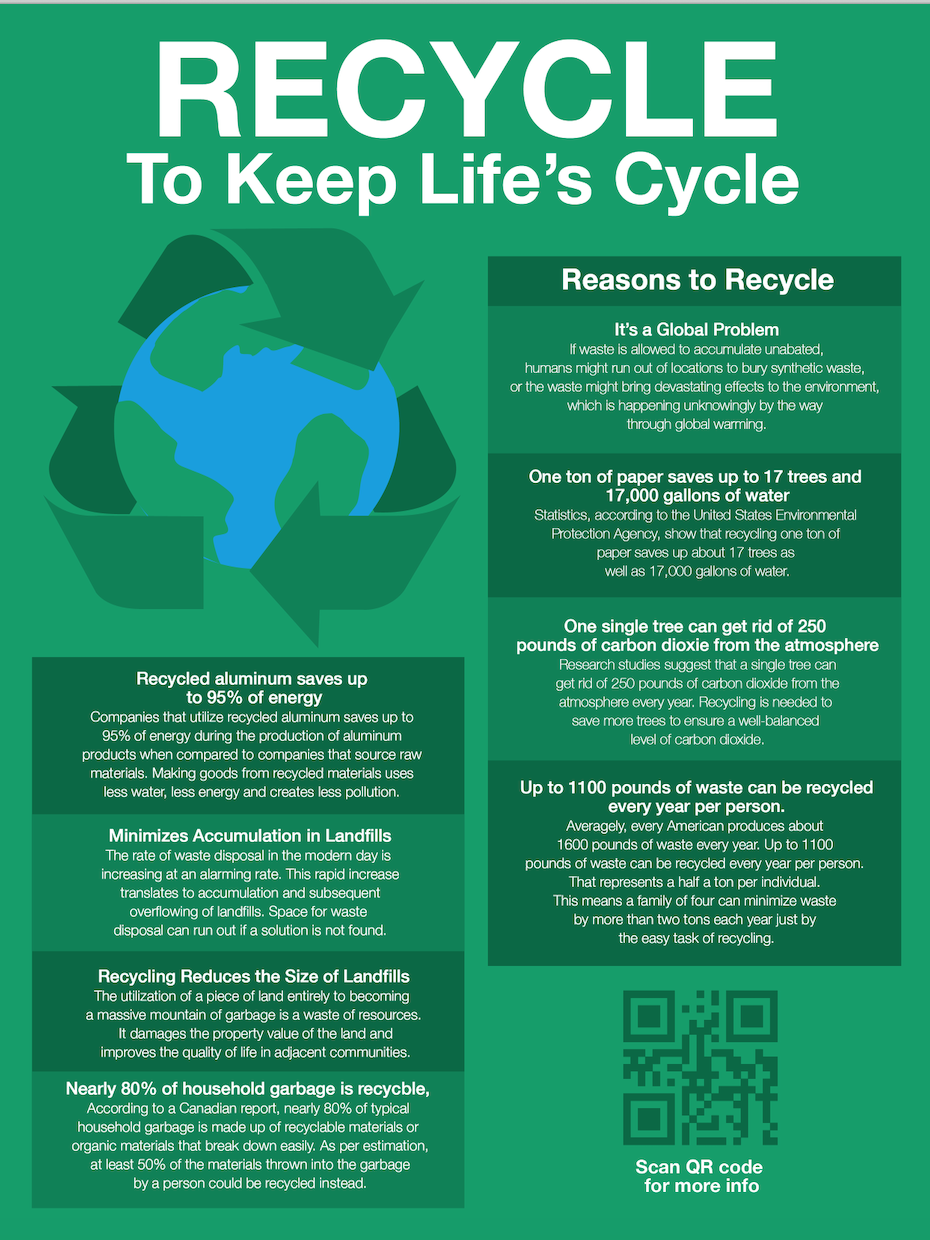 RECYCLE
To Keep Life’s Cycle
Recycled aluminum saves up
to 95% of energy
Companies that utilize recycled aluminum saves up to
95% of energy during the production of aluminum
products when compared to companies that source raw
materials. Making goods from recycled materials uses
less water, less energy and creates less pollution.
Minimizes Accumulation in Landfills
The rate of waste disposal in the modern day is
increasing at an alarming rate. This rapid increase
translates to accumulation and subsequent
overflowing of landfills. Space for waste
disposal can run out if a solution is not found.
Recycling Reduces the Size of Landfills
The utilization of a piece of land entirely to becoming
a massive mountain of garbage is a waste of resources.
It damages the property value of the land and
improves the quality of life in adjacent communities.
Nearly 80% of household garbage is recycble,
According to a Canadian report, nearly 80% of typical
household garbage is made up of recyclable materials or
organic materials that break down easily. As per estimation,
at least 50% of the materials thrown into the garbage
by a person could be recycled instead.
Reasons to Recycle
It’s a Global Problem
If waste is allowed to accumulate unabated,
humans might run out of locations to bury synthetic waste,
or the waste might bring devastating effects to the environment,
which is happening unknowingly by the way
through global warming.
One ton of paper saves up to 17 trees and
17,000 gallons of water
Statistics, according to the United States Environmental
Protection Agency, show that recycling one ton of
paper saves up about 17 trees as
well as 17,000 gallons of water.
One single tree can get rid of 250
pounds of carbon dioxie from the atmosphere
Research studies suggest that a single tree can
get rid of 250 pounds of carbon dioxide from the
atmosphere every year. Recycling is needed to
save more trees to ensure a well-balanced
level of carbon dioxide.
Up to 1100 pounds of waste can be recycled
every year per person.
Averagely, every American produces about
1600 pounds of waste every year. Up to 1100
pounds of waste can be recycled every year per person.
That represents a half a ton per individual.
This means a family of four can minimize waste
by more than two tons each year just by
the easy task of recycling.
Scan QR code
for more info